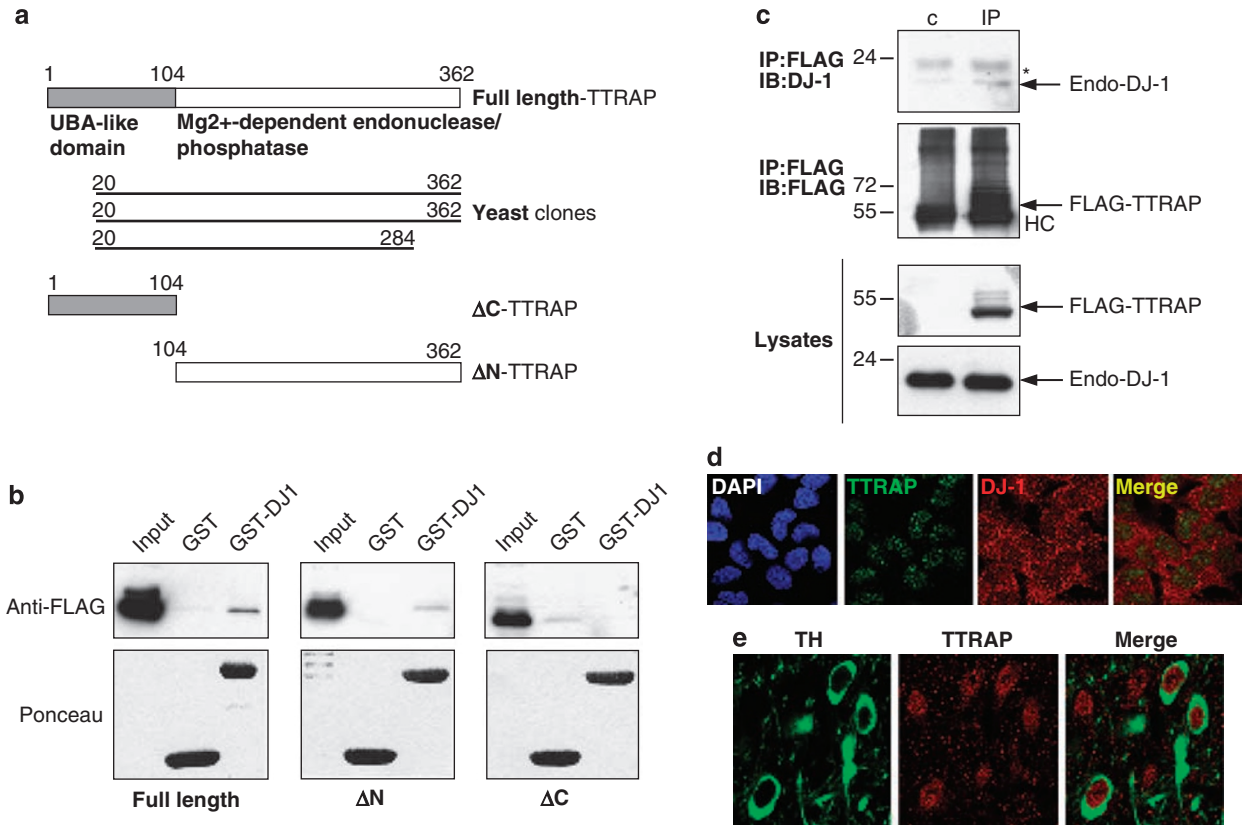 a
1 104 362
Full length-TTRAP
UBA-like domain
Mg2+-dependent endonuclease/
phosphatase
20 362
20 362
Yeast clones
20 284
1 104
ΔC-TTRAP
104 362
ΔN-TTRAP
b
Input GST GST-DJ1
Input GST GST-DJ1
Input GST GST-DJ1
Anti-FLAG
Ponceau
Full length
ΔN
ΔC
c
c IP
IP:FLAG
IB:DJ-1
24
*
Endo-DJ-1
IP:FLAG
IB:FLAG
72
55
FLAG-TTRAP
HC
Lysates
55
FLAG-TTRAP
24
Endo-DJ-1
d
DAPI TTRAP DJ-1 Merge
e
TH TTRAP Merge